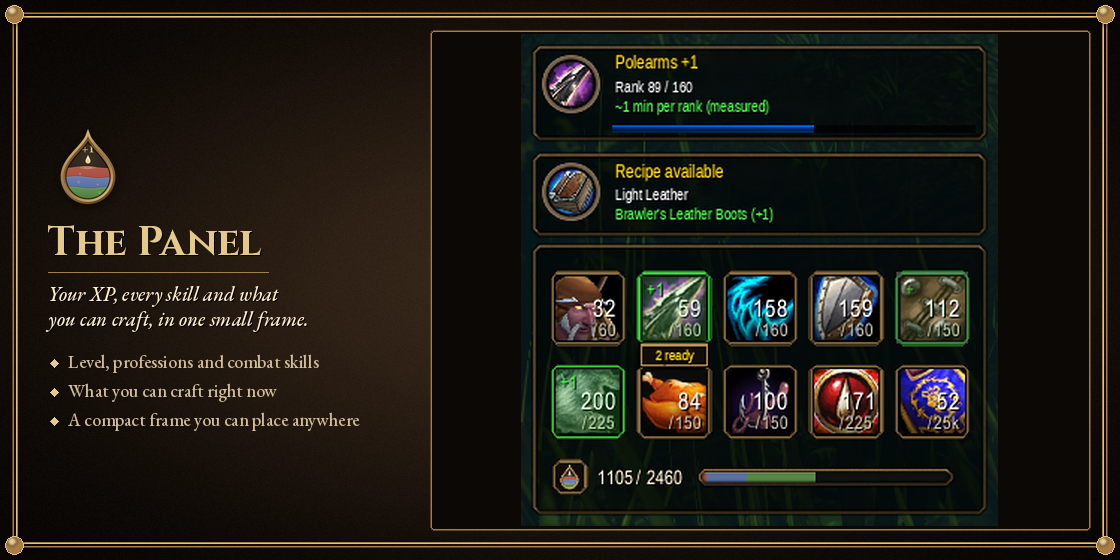 +1
THE PANEL
Your XP, every skill and what
you can craft, in one small frame.
◆ Level, professions and combat skills
◆ What you can craft right now
◆ A compact frame you can place anywhere
Polearms +1
Rank 89 / 160
~1 min per rank (measured)
Recipe available
Light Leather
Brawler's Leather Boots (+1)
32 /60
+1 59 /160
158 /160
159 /160
112 /150
2 ready
+1 200 /225
84 /150
100 /150
171 /225
52 /25k
1105 / 2460